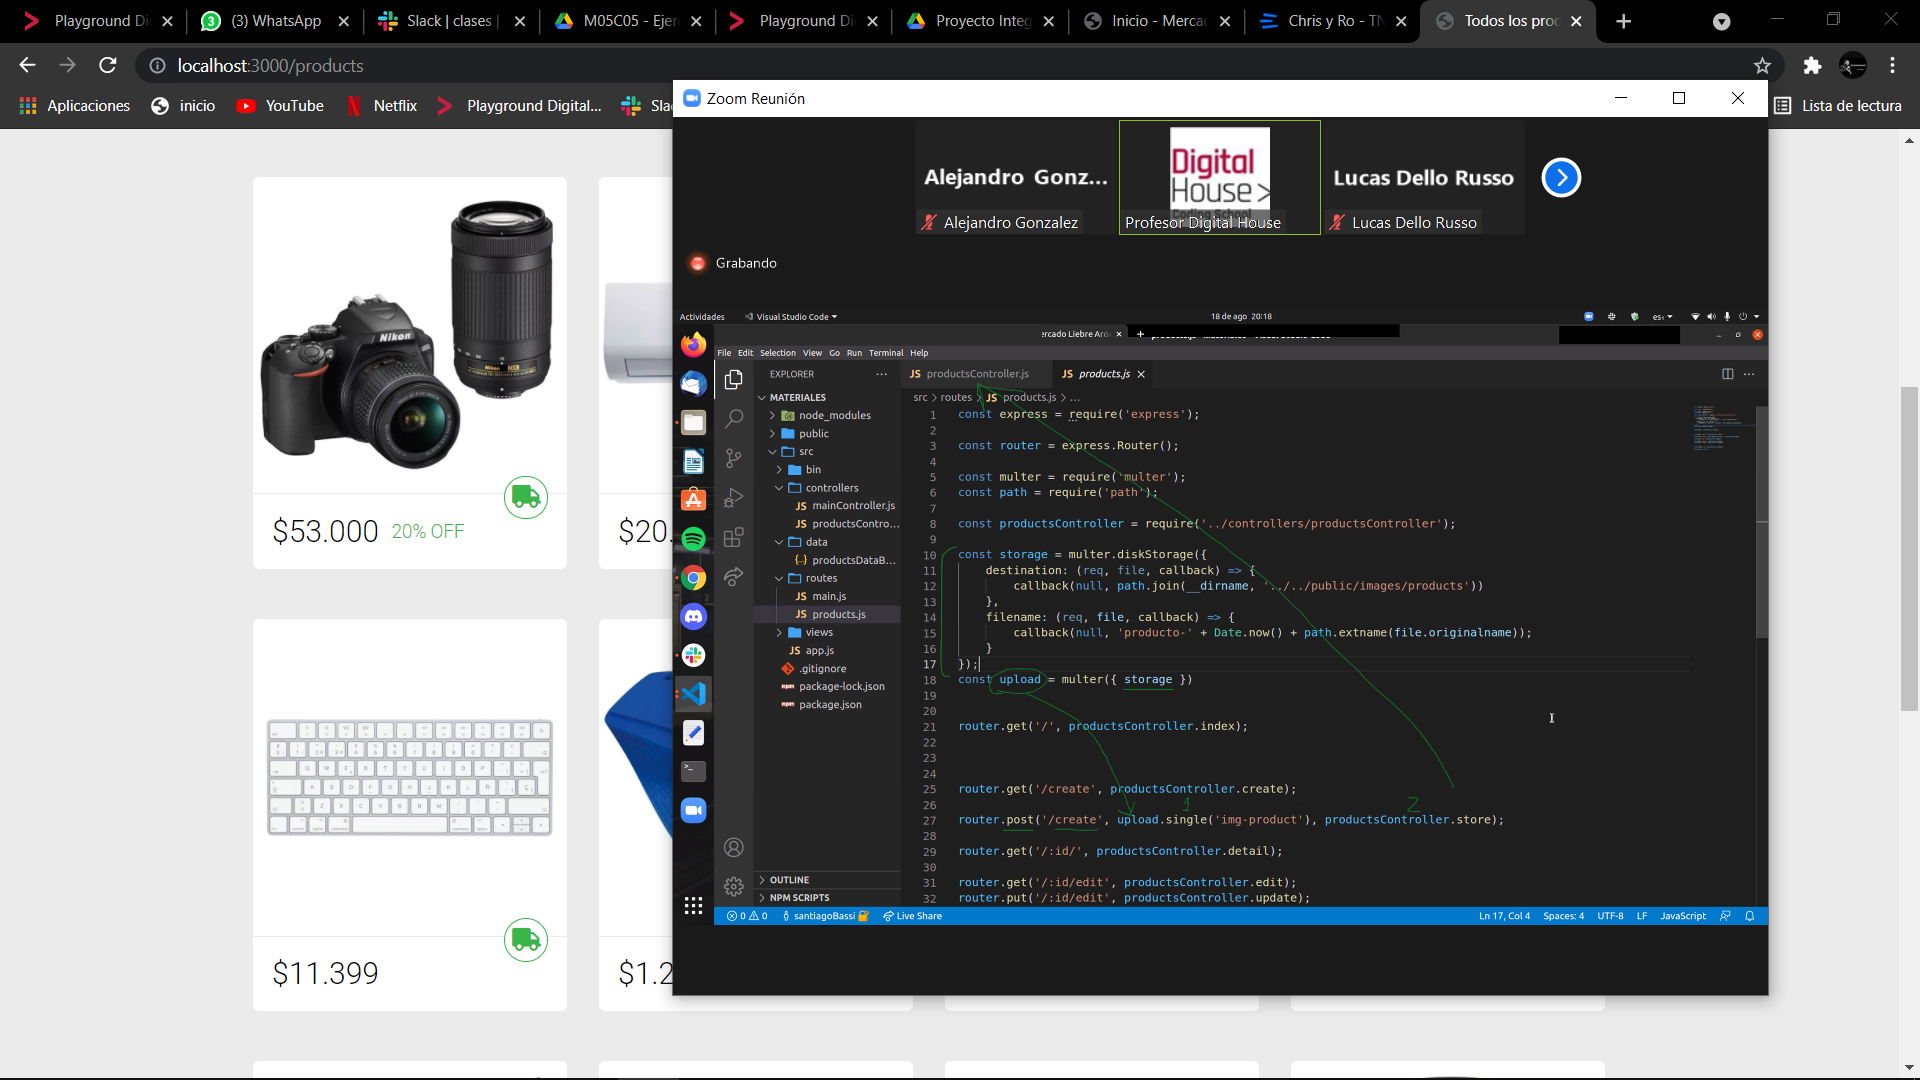 Playground Di
(3) WhatsApp
Slack | clases |
M05C05 - Ejer
Playground Di
Proyecto Integ
Inicio - Merca
Chris y Ro - TN
Todos los pro
localhost:3000/products
Aplicaciones
inicio
YouTube
Netflix
Playground Digital...
Sla
Lista de lectura
Zoom Reunión
Alejandro Gonz...
Alejandro Gonzalez
Digital
House >
Coding School
Profesor Digital House
Lucas Dello Russo
Lucas Dello Russo
Grabando
Nikon
$53.000 20% OFF
$20.
$11.399
$1.2
Actividades
Visual Studio Code
18 de ago 20:18
es
ercado Liebre Ar
File Edit Selection View Go Run Terminal Help
EXPLORER
MATERIALES
node_modules
public
src
bin
controllers
mainController.js
productsContro...
data
productsDataB...
routes
main.js
products.js
views
app.js
.gitignore
package-lock.json
package.json
OUTLINE
NPM SCRIPTS
JS productsController.js
JS products.js
src > routes > JS products.js > ...
1 const express = require('express');
2
3 const router = express.Router();
4
5 const multer = require('multer');
6 const path = require('path');
7
8 const productsController = require('../controllers/productsController');
9
10 const storage = multer.diskStorage({
11 destination: (req, file, callback) => {
12 callback(null, path.join(__dirname, '../../public/images/products'))
13 },
14 filename: (req, file, callback) => {
15 callback(null, 'producto-' + Date.now() + path.extname(file.originalname));
16 }
17 });
18 const upload = multer({ storage })
19
20
21 router.get('/', productsController.index);
22
23
24
25 router.get('/create', productsController.create);
26
1 2
27 router.post('/create', upload.single('img-product'), productsController.store);
28
29 router.get('/:id/', productsController.detail);
30
31 router.get('/:id/edit', productsController.edit);
32 router.put('/:id/edit', productsController.update);
0 0
santiagoBassi
Live Share
Ln 17, Col 4
Spaces: 4
UTF-8
LF
JavaScript